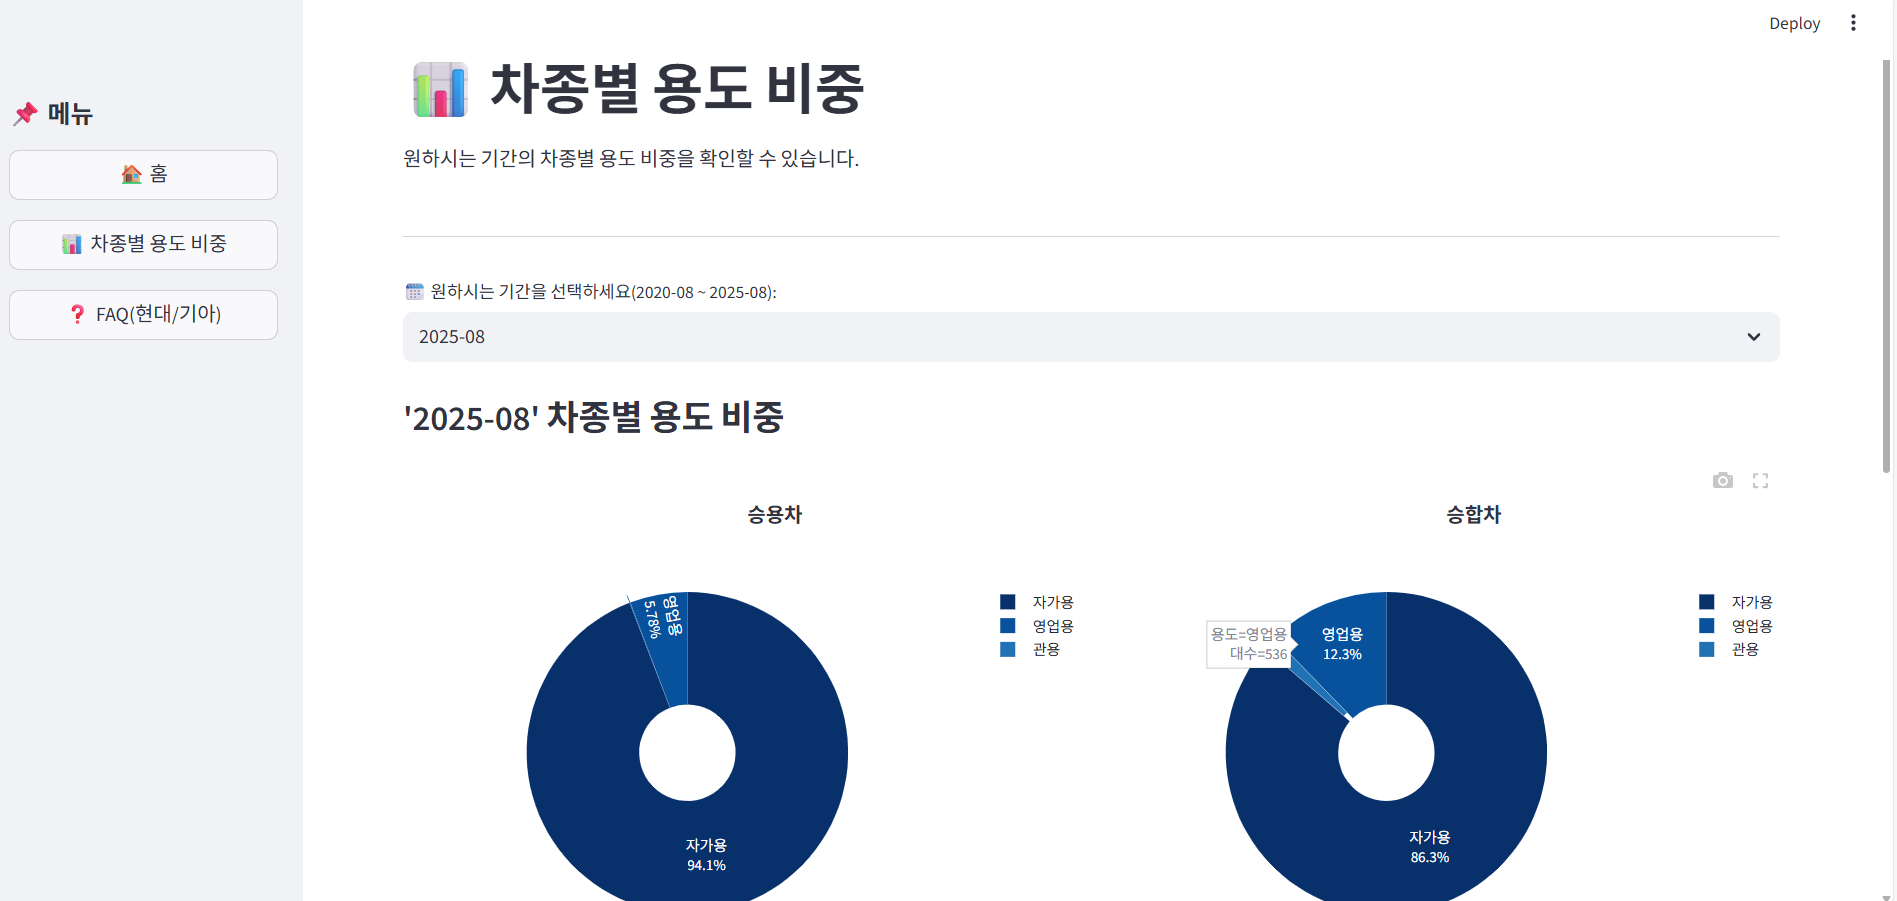 Deploy
메뉴
홈
차종별 용도 비중
FAQ(현대/기아)
차종별 용도 비중
원하시는 기간의 차종별 용도 비중을 확인할 수 있습니다.
원하시는 기간을 선택하세요(2020-08 ~ 2025-08):
2025-08
'2025-08' 차종별 용도 비중
승용차
영업용
5.78%
자가용
94.1%
자가용
영업용
관용
승합차
용도=영업용
대수=536
영업용
12.3%
자가용
86.3%
자가용
영업용
관용